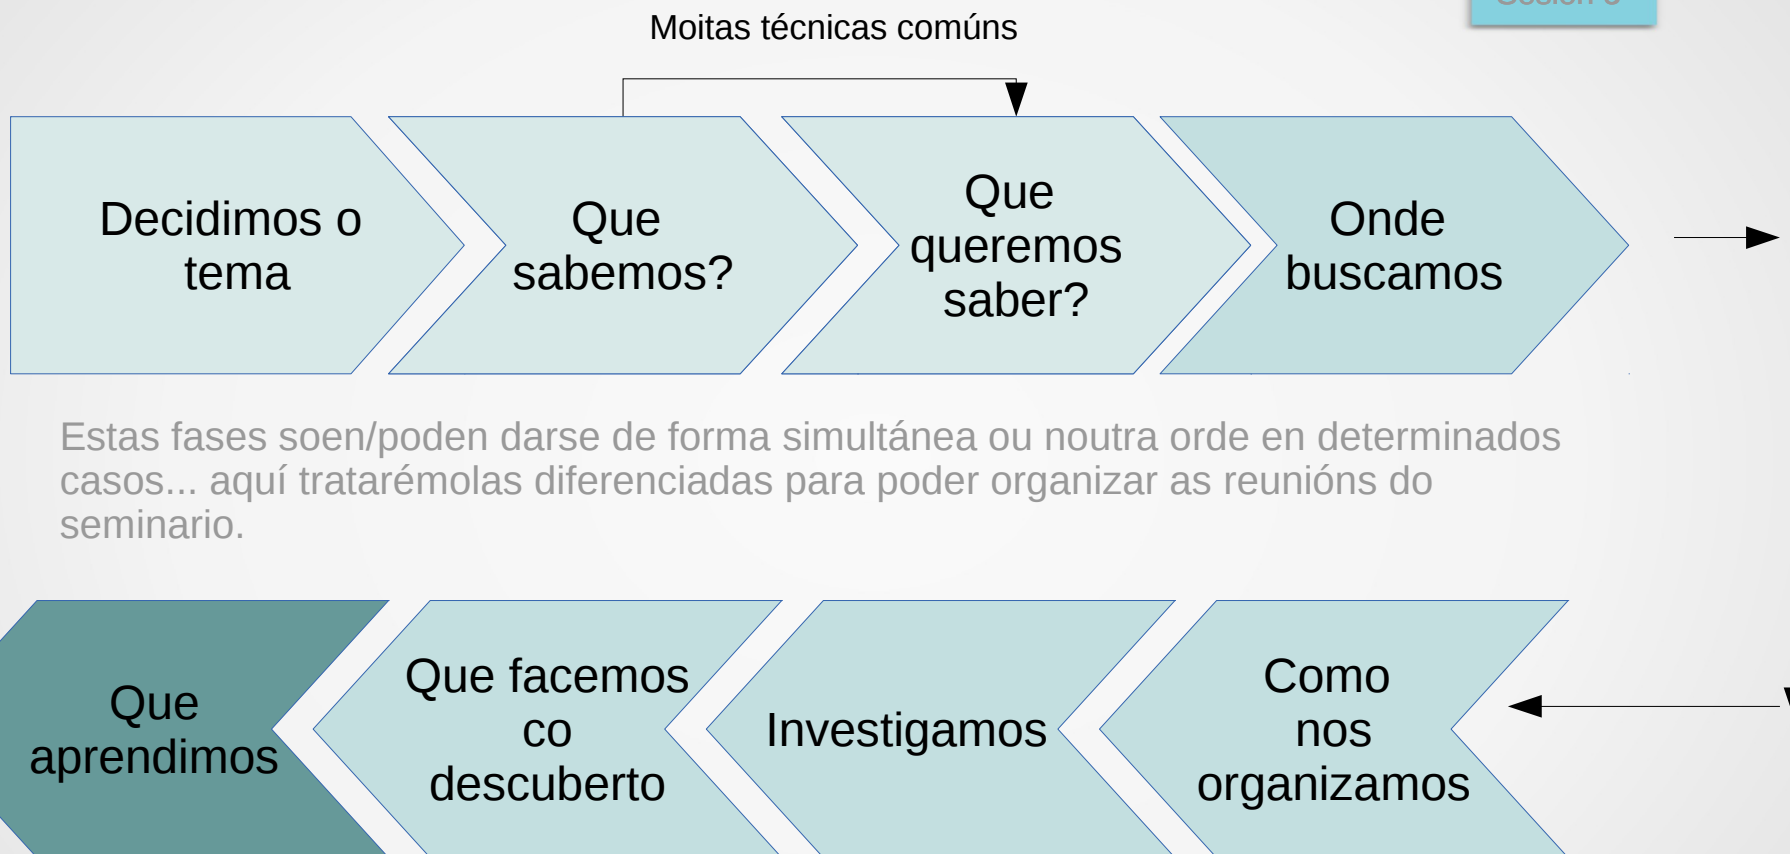 Moitas técnicas comúns
Decidimos o
tema
Que
sabemos?
Que
queremos
saber?
Onde
buscamos
Estas fases soen/poden darse de forma simultánea ou noutra orde en determinados
casos... aquí tratarémolas diferenciadas para poder organizar as reunións do
seminario.
Como
nos
organizamos
Investigamos
Que facemos
co
descuberto
Que
aprendimos